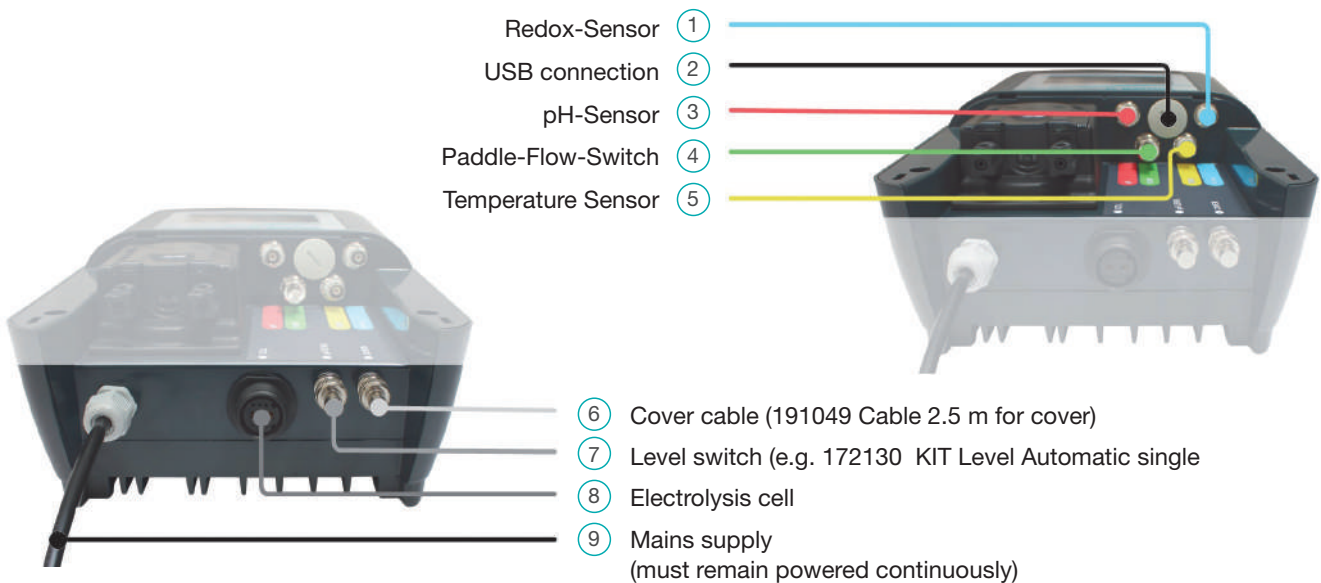 Redox-Sensor 1
USB connection 2
pH-Sensor 3
Paddle-Flow-Switch 4
Temperature Sensor 5
6 Cover cable (191049 Cable 2.5 m for cover)
7 Level switch (e.g. 172130 KIT Level Automatic single
8 Electrolysis cell
9 Mains supply
(must remain powered continuously)